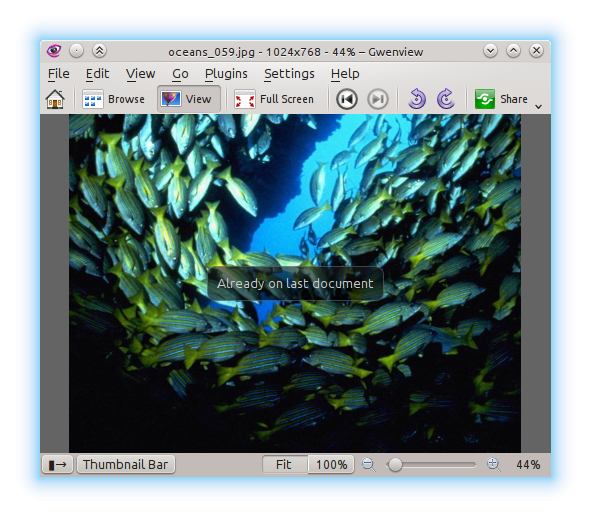 oceans_059.jpg - 1024x768 - 44% – Gwenview
File Edit View Go Plugins Settings Help
Browse View Full Screen Share
Already on last document
Thumbnail Bar Fit 100% 44%